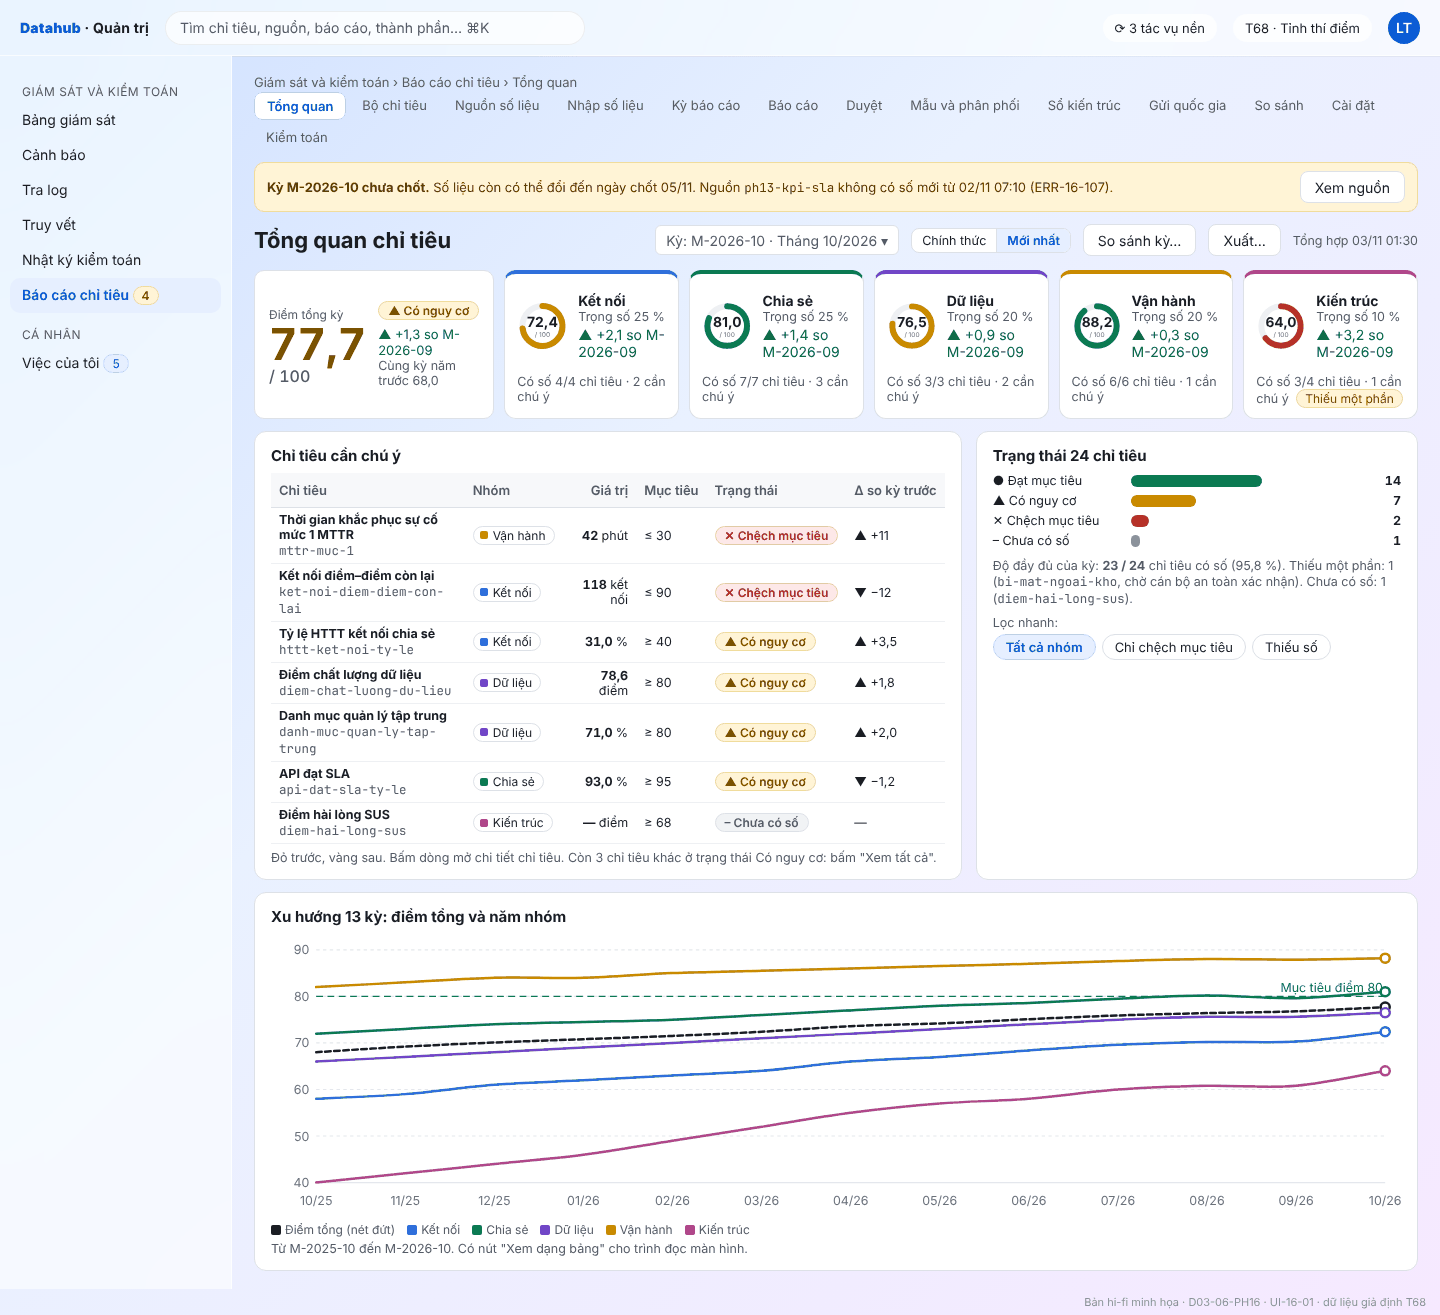 Datahub · Quản trị
Tìm chỉ tiêu, nguồn, báo cáo, thành phần... ⌘K
⟳ 3 tác vụ nền
T68 · Tỉnh thí điểm
LT
GIÁM SÁT VÀ KIỂM TOÁN
Bảng giám sát
Cảnh báo
Tra log
Truy vết
Nhật ký kiểm toán
Báo cáo chỉ tiêu 4
CÁ NHÂN
Việc của tôi 5
Giám sát và kiểm toán › Báo cáo chỉ tiêu › Tổng quan
Tổng quan Bộ chỉ tiêu Nguồn số liệu Nhập số liệu Kỳ báo cáo Báo cáo Duyệt Mẫu và phân phối Sổ kiến trúc Gửi quốc gia So sánh Cài đặt
Kiểm toán
Kỳ M-2026-10 chưa chốt. Số liệu còn có thể đổi đến ngày chốt 05/11. Nguồn ph13-kpi-sla không có số mới từ 02/11 07:10 (ERR-16-107).
Xem nguồn
Tổng quan chỉ tiêu
Kỳ: M-2026-10 · Tháng 10/2026 ▾
Chính thức Mới nhất
So sánh kỳ...
Xuất...
Tổng hợp 03/11 01:30
Điểm tổng kỳ
77,7
/ 100
▲ Có nguy cơ
▲ +1,3 so M-
2026-09
Cùng kỳ năm
trước 68,0
72,4
/ 100
Kết nối
Trọng số 25 %
▲ +2,1 so M-
2026-09
Có số 4/4 chỉ tiêu · 2 cần
chú ý
81,0
/ 100
Chia sẻ
Trọng số 25 %
▲ +1,4 so
M-2026-09
Có số 7/7 chỉ tiêu · 3 cần
chú ý
76,5
/ 100
Dữ liệu
Trọng số 20 %
▲ +0,9 so
M-2026-09
Có số 3/3 chỉ tiêu · 2 cần
chú ý
88,2
/ 100
Vận hành
Trọng số 20 %
▲ +0,3 so
M-2026-09
Có số 6/6 chỉ tiêu · 1 cần
chú ý
64,0
/ 100
Kiến trúc
Trọng số 10 %
▲ +3,2 so
M-2026-09
Có số 3/4 chỉ tiêu · 1 cần
chú ý Thiếu một phần
Chỉ tiêu cần chú ý
Chỉ tiêu Nhóm Giá trị Mục tiêu Trạng thái Δ so kỳ trước
Thời gian khắc phục sự cố
mức 1 MTTR
mttr-muc-1
Vận hành 42 phút ≤ 30 ✕ Chệch mục tiêu ▲ +11
Kết nối điểm–điểm còn lại
ket-noi-diem-diem-con-
lai
Kết nối 118 kết
nối
≤ 90 ✕ Chệch mục tiêu ▼ −12
Tỷ lệ HTTT kết nối chia sẻ
httt-ket-noi-ty-le
Kết nối 31,0 % ≥ 40 ▲ Có nguy cơ ▲ +3,5
Điểm chất lượng dữ liệu
diem-chat-luong-du-lieu
Dữ liệu 78,6
điểm
≥ 80 ▲ Có nguy cơ ▲ +1,8
Danh mục quản lý tập trung
danh-muc-quan-ly-tap-
trung
Dữ liệu 71,0 % ≥ 80 ▲ Có nguy cơ ▲ +2,0
API đạt SLA
api-dat-sla-ty-le
Chia sẻ 93,0 % ≥ 95 ▲ Có nguy cơ ▼ −1,2
Điểm hài lòng SUS
diem-hai-long-sus
Kiến trúc — điểm ≥ 68 – Chưa có số —
Đỏ trước, vàng sau. Bấm dòng mở chi tiết chỉ tiêu. Còn 3 chỉ tiêu khác ở trạng thái Có nguy cơ: bấm "Xem tất cả".
Trạng thái 24 chỉ tiêu
● Đạt mục tiêu 14
▲ Có nguy cơ 7
✕ Chệch mục tiêu 2
– Chưa có số 1
Độ đầy đủ của kỳ: 23 / 24 chỉ tiêu có số (95,8 %). Thiếu một phần: 1
(bi-mat-ngoai-kho, chờ cán bộ an toàn xác nhận). Chưa có số: 1
(diem-hai-long-sus).
Lọc nhanh:
Tất cả nhóm Chỉ chệch mục tiêu Thiếu số
Xu hướng 13 kỳ: điểm tổng và năm nhóm
90
80
70
60
50
40
Mục tiêu điểm 80
10/25 11/25 12/25 01/26 02/26 03/26 04/26 05/26 06/26 07/26 08/26 09/26 10/26
Điểm tổng (nét đứt) Kết nối Chia sẻ Dữ liệu Vận hành Kiến trúc
Từ M-2025-10 đến M-2026-10. Có nút "Xem dạng bảng" cho trình đọc màn hình.
Bản hi-fi minh họa · D03-06-PH16 · UI-16-01 · dữ liệu giả định T68